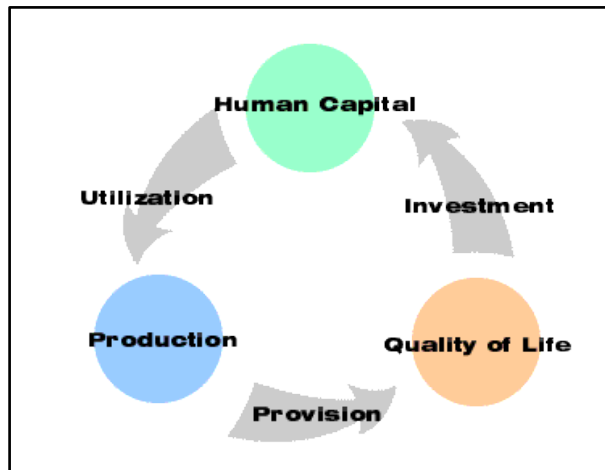 Human Capital
Utilization
Investment
Production
Quality of Life
Provision